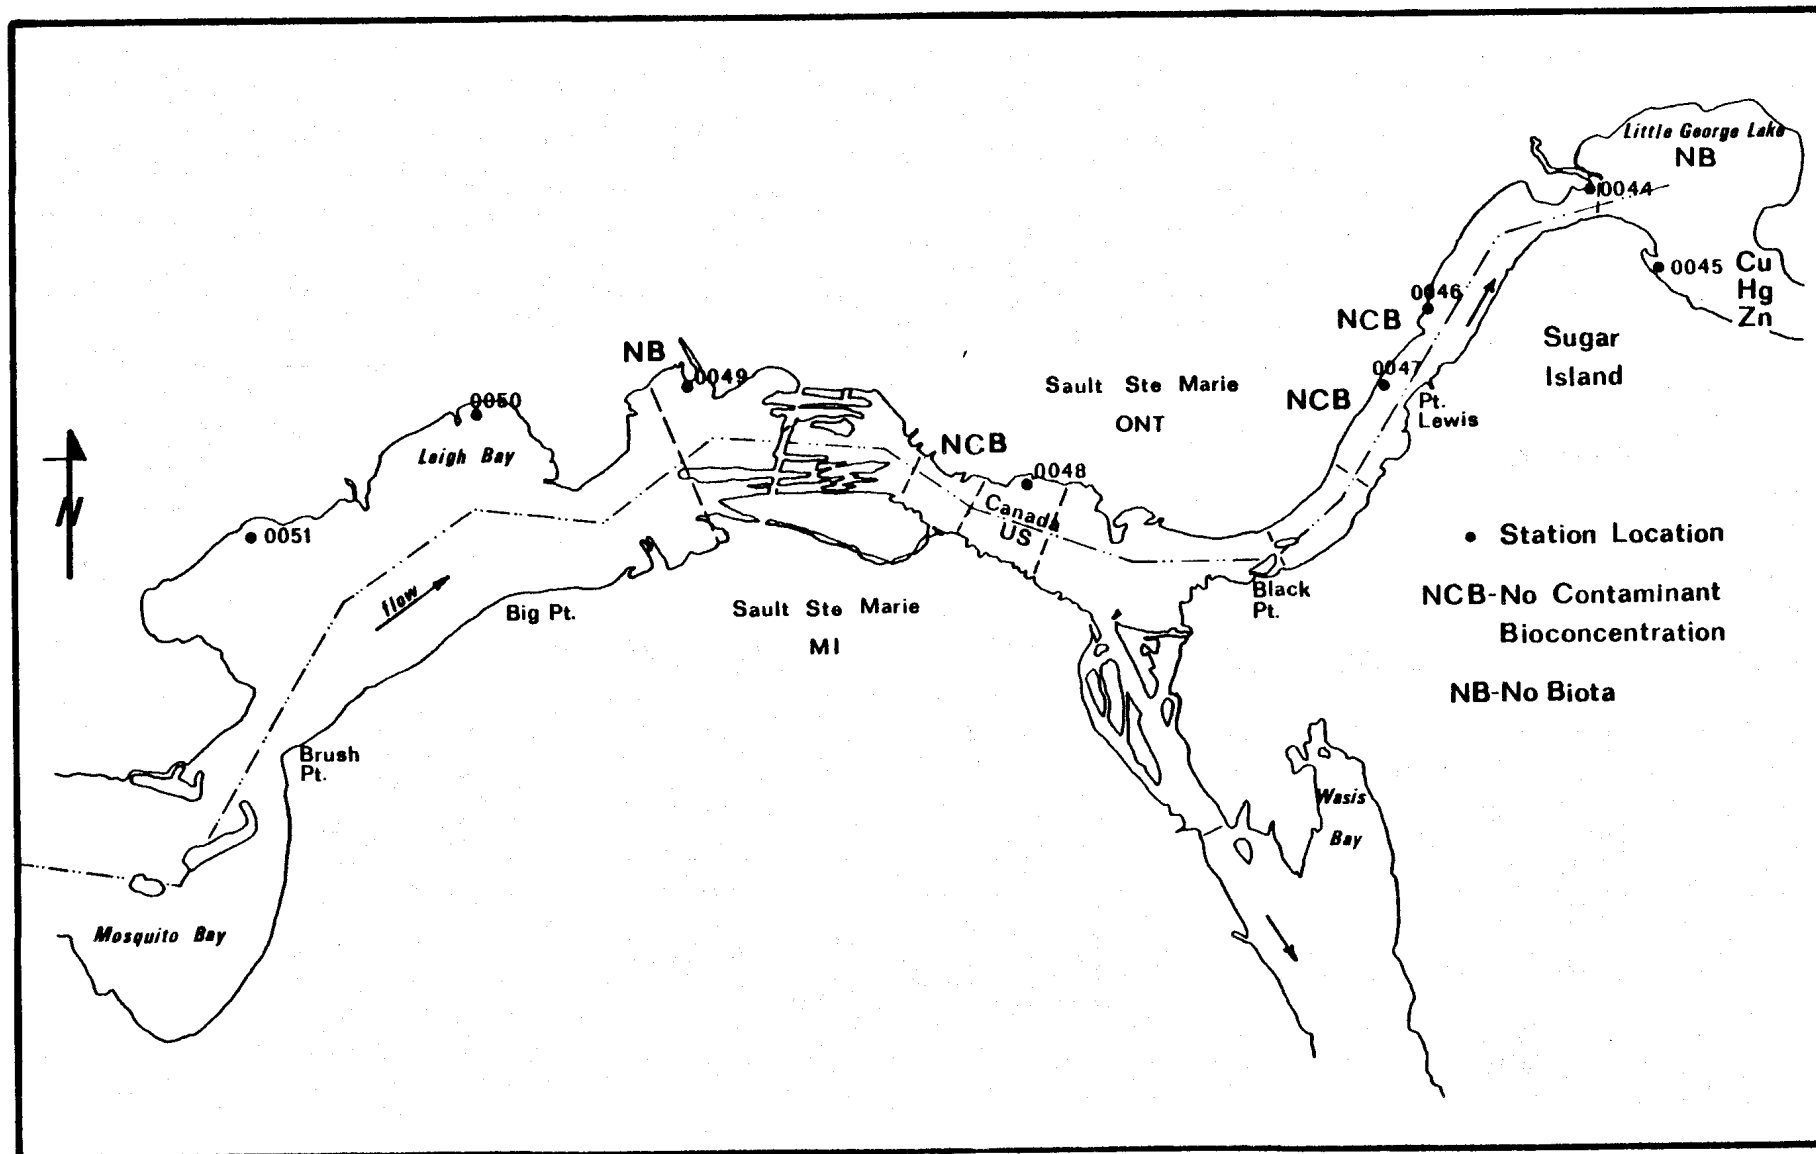 Little George Lake
NB
0044
0045 Cu
Hg
Zn
0046
NCB
Sugar
Island
NB
0049
0047
NCB
Pt.
Lewis
Sault Ste Marie
ONT
0050
Leigh Bay
NCB
0048
Canada
US
N
0051
flow
Big Pt.
Sault Ste Marie
MI
Black
Pt.
• Station Location
NCB-No Contaminant
Bioconcentration
NB-No Biota
Brush
Pt.
Wasis
Bay
Mosquito Bay